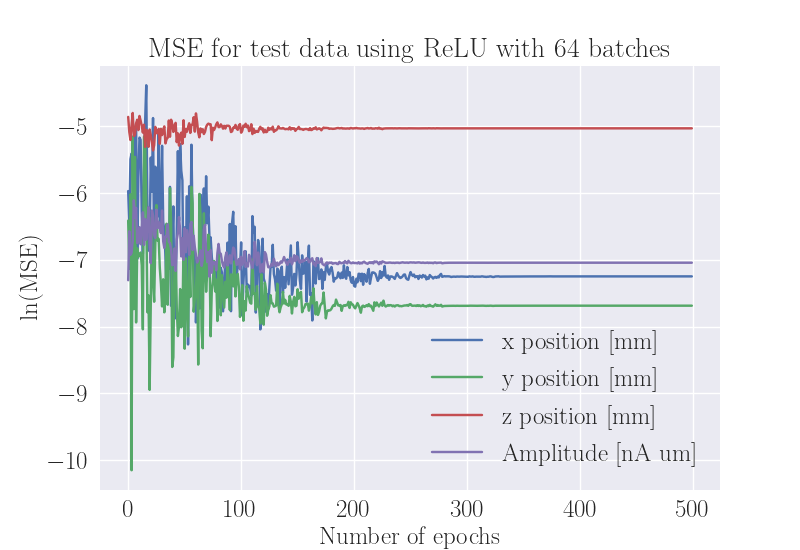 MSE for test data using ReLU with 64 batches
ln(MSE)
−5
−6
−7
−8
−9
−10
x position [mm]
y position [mm]
z position [mm]
Amplitude [nA um]
0 100 200 300 400 500
Number of epochs